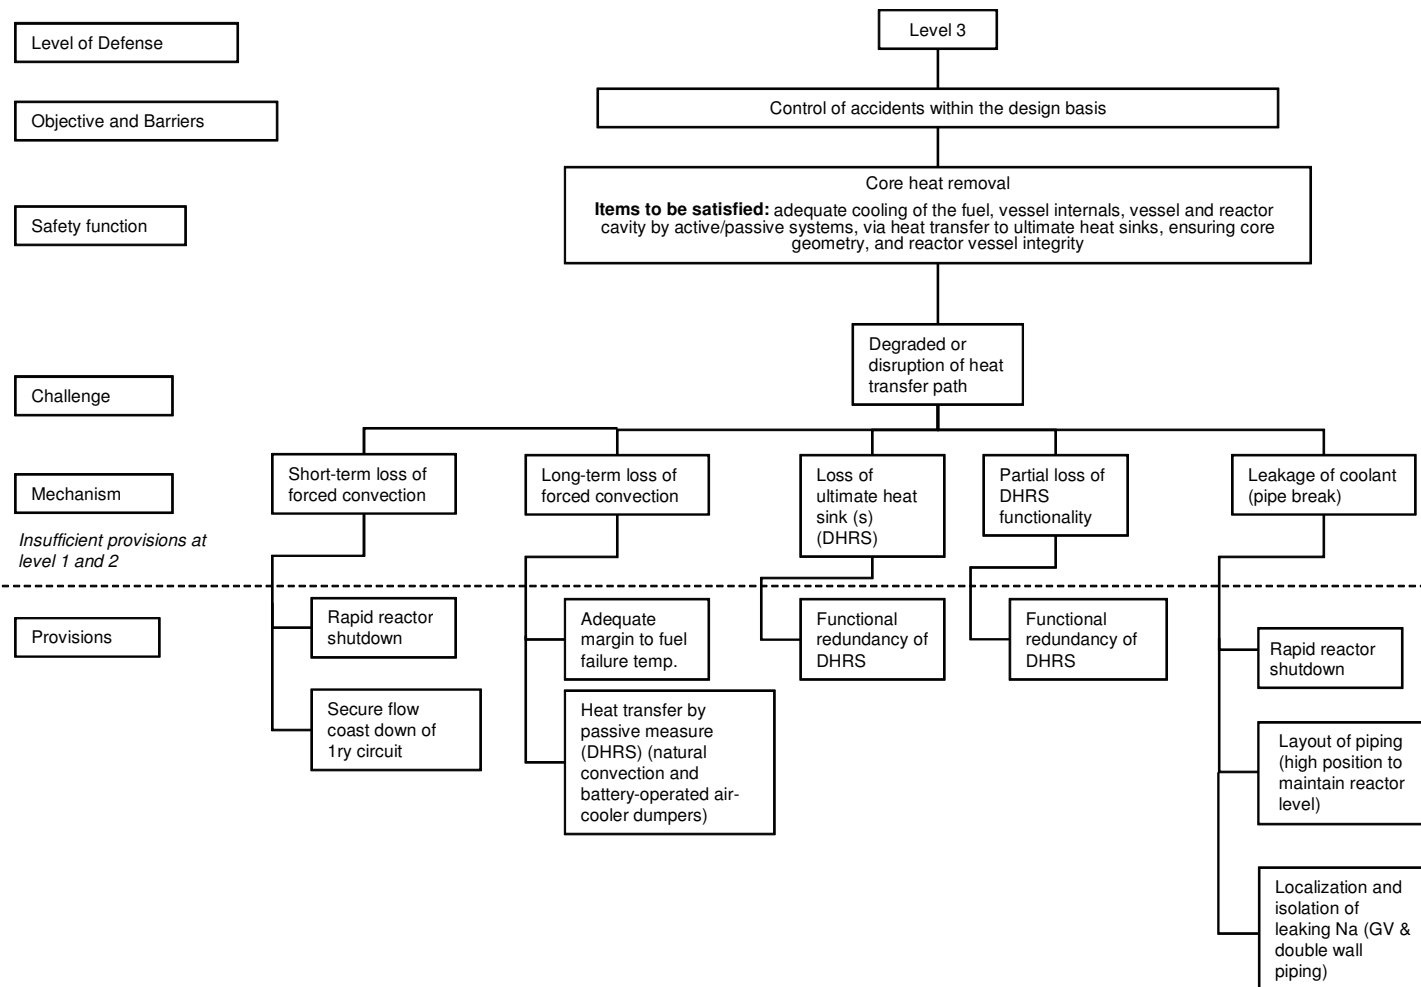 Level of Defense
Level 3
Objective and Barriers
Control of accidents within the design basis
Safety function
Core heat removal
Items to be satisfied: adequate cooling of the fuel, vessel internals, vessel and reactor
cavity by active/passive systems, via heat transfer to ultimate heat sinks, ensuring core
geometry, and reactor vessel integrity
Challenge
Degraded or
disruption of heat
transfer path
Mechanism
Insufficient provisions at
level 1 and 2
Short-term loss of
forced convection
Long-term loss of
forced convection
Loss of
ultimate heat
sink (s)
(DHRS)
Partial loss of
DHRS
functionality
Leakage of coolant
(pipe break)
Provisions
Rapid reactor
shutdown
Secure flow
coast down of
1ry circuit
Adequate
margin to fuel
failure temp.
Heat transfer by
passive measure
(DHRS) (natural
convection and
battery-operated air-
cooler dumpers)
Functional
redundancy of
DHRS
Functional
redundancy of
DHRS
Rapid reactor
shutdown
Layout of piping
(high position to
maintain reactor
level)
Localization and
isolation of
leaking Na (GV &
double wall
piping)